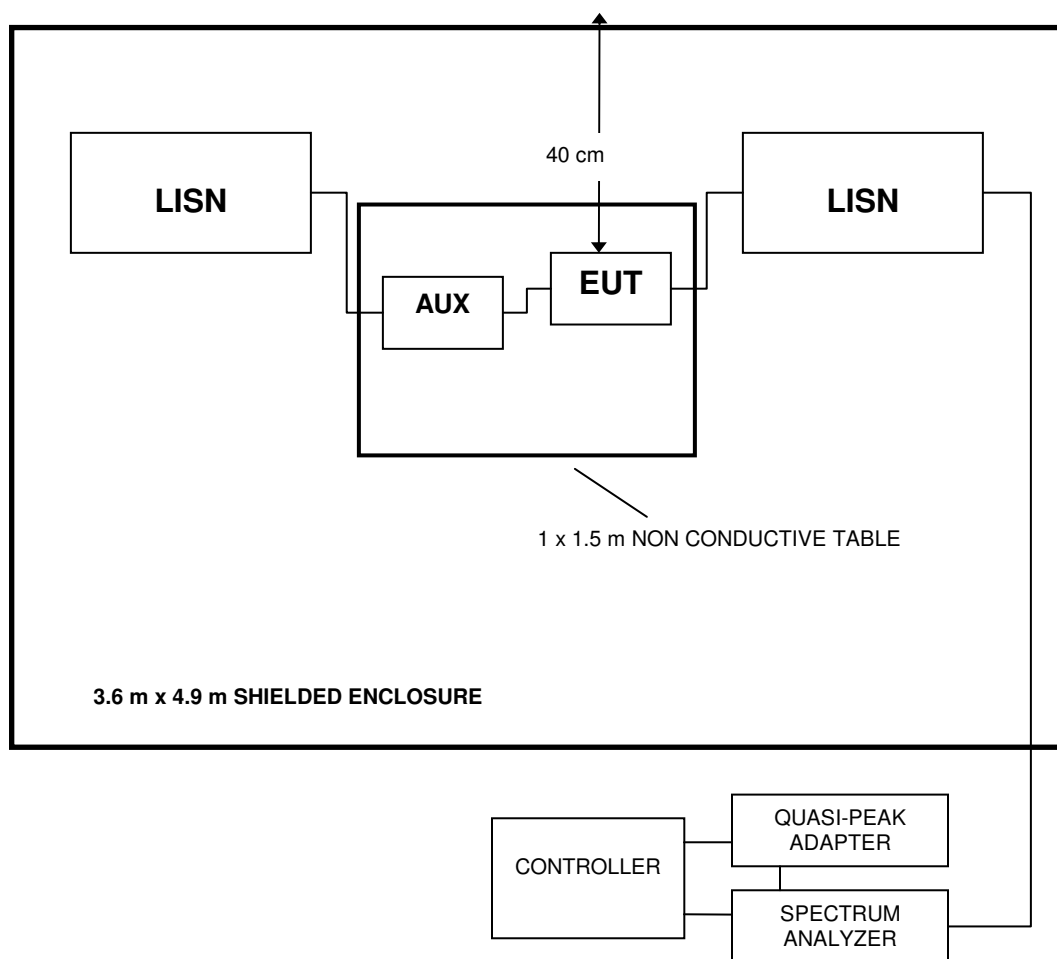 40 cm
LISN
LISN
EUT
AUX
1 x 1.5 m NON CONDUCTIVE TABLE
3.6 m x 4.9 m SHIELDED ENCLOSURE
QUASI-PEAK
ADAPTER
CONTROLLER
SPECTRUM
ANALYZER